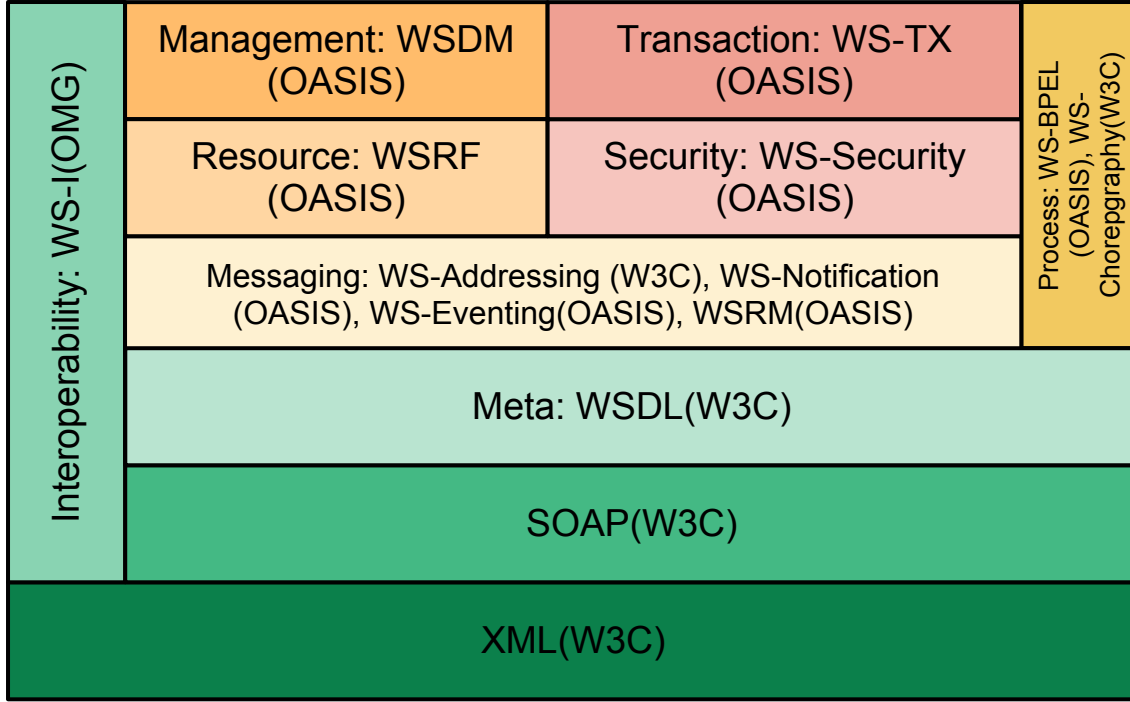 Interoperability: WS-I(OMG)
Management: WSDM
(OASIS)
Transaction: WS-TX
(OASIS)
Process: WS-BPEL
(OASIS), WS-
Chorepgraphy(W3C)
Resource: WSRF
(OASIS)
Security: WS-Security
(OASIS)
Messaging: WS-Addressing (W3C), WS-Notification
(OASIS), WS-Eventing(OASIS), WSRM(OASIS)
Meta: WSDL(W3C)
SOAP(W3C)
XML(W3C)